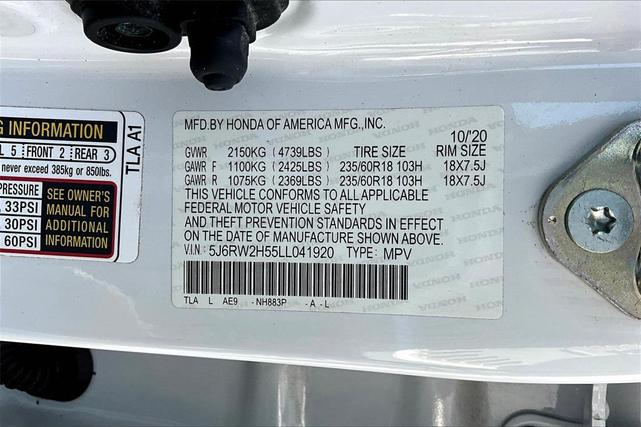 G INFORMATION
L 5 FRONT 2 REAR 3
never exceed 385kg or 850lbs.
PRESSURE
33PSI
30PSI
60PSI
SEE OWNER'S
MANUAL FOR
ADDITIONAL
INFORMATION
TLA A1
MFD.BY HONDA OF AMERICA MFG.,INC.
10/'20
GVWR 2150KG (4739LBS) TIRE SIZE RIM SIZE
GAWR F 1100KG (2425LBS) 235/60R18 103H 18X7.5J
GAWR R 1075KG (2369LBS) 235/60R18 103H 18X7.5J
THIS VEHICLE CONFORMS TO ALL APPLICABLE
FEDERAL MOTOR VEHICLE SAFETY
AND THEFT PREVENTION STANDARDS IN EFFECT
ON THE DATE OF MANUFACTURE SHOWN ABOVE.
V.I.N: 5J6RW2H55LL041920 TYPE: MPV
TLA L AE9 - NH883P - A - L